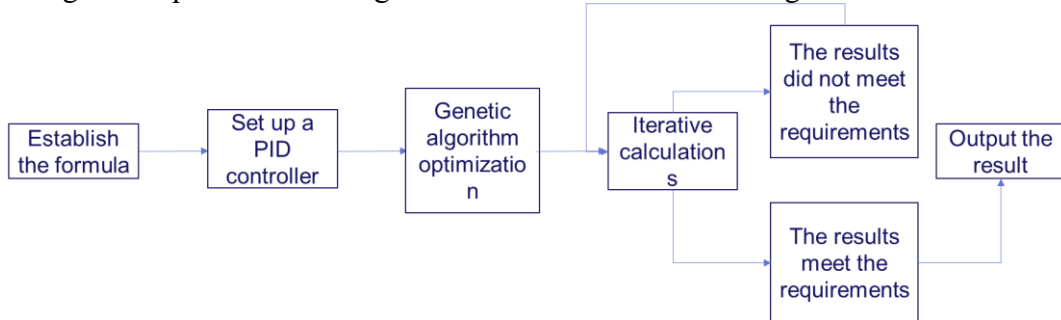 Establish
the formula
Set up a
PID
controller
Genetic
algorithm
optimizatio
n
Iterative
calculation
s
The results
did not meet
the
requirements
The results
meet the
requirements
Output the
result